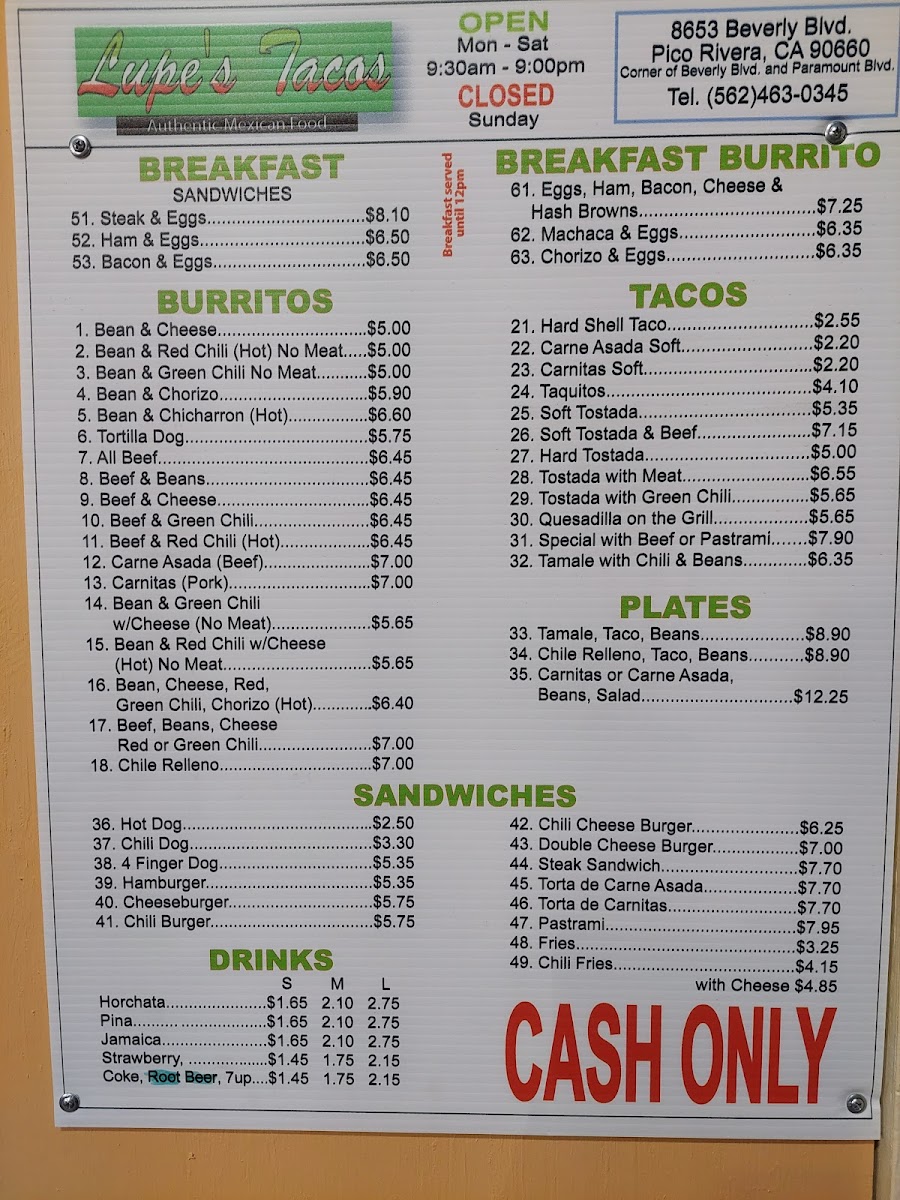 Lupe's Tacos
Authentic Mexican Food
OPEN
Mon - Sat
9:30am - 9:00pm
CLOSED
Sunday
8653 Beverly Blvd.
Pico Rivera, CA 90660
Corner of Beverly Blvd. and Paramount Blvd.
Tel. (562)463-0345
BREAKFAST
SANDWICHES
51. Steak & Eggs................................$8.10
52. Ham & Eggs.................................$6.50
53. Bacon & Eggs..............................$6.50
Breakfast served
until 12pm
BREAKFAST BURRITO
61. Eggs, Ham, Bacon, Cheese &
Hash Browns....................................$7.25
62. Machaca & Eggs...........................$6.35
63. Chorizo & Eggs..............................$6.35
BURRITOS
1. Bean & Cheese..............................$5.00
2. Bean & Red Chili (Hot) No Meat.....$5.00
3. Bean & Green Chili No Meat..........$5.00
4. Bean & Chorizo..............................$5.90
5. Bean & Chicharron (Hot)................$6.60
6. Tortilla Dog.....................................$5.75
7. All Beef...........................................$6.45
8. Beef & Beans.................................$6.45
9. Beef & Cheese...............................$6.45
10. Beef & Green Chili.......................$6.45
11. Beef & Red Chili (Hot)..................$6.45
12. Carne Asada (Beef)......................$7.00
13. Carnitas (Pork).............................$7.00
14. Bean & Green Chili
w/Cheese (No Meat)....................$5.65
15. Bean & Red Chili w/Cheese
(Hot) No Meat..............................$5.65
16. Bean, Cheese, Red,
Green Chili, Chorizo (Hot)............$6.40
17. Beef, Beans, Cheese
Red or Green Chili.......................$7.00
18. Chile Relleno...............................$7.00
TACOS
21. Hard Shell Taco.............................$2.55
22. Carne Asada Soft..........................$2.20
23. Carnitas Soft..................................$2.20
24. Taquitos.........................................$4.10
25. Soft Tostada...................................$5.35
26. Soft Tostada & Beef.......................$7.15
27. Hard Tostada.................................$5.00
28. Tostada with Meat..........................$6.55
29. Tostada with Green Chili................$5.65
30. Quesadilla on the Grill...................$5.65
31. Special with Beef or Pastrami.......$7.90
32. Tamale with Chili & Beans.............$6.35
PLATES
33. Tamale, Taco, Beans.....................$8.90
34. Chile Relleno, Taco, Beans...........$8.90
35. Carnitas or Carne Asada,
Beans, Salad..............................$12.25
SANDWICHES
36. Hot Dog......................................$2.50
37. Chili Dog.....................................$3.30
38. 4 Finger Dog...............................$5.35
39. Hamburger..................................$5.35
40. Cheeseburger.............................$5.75
41. Chili Burger.................................$5.75
42. Chili Cheese Burger......................$6.25
43. Double Cheese Burger.................$7.00
44. Steak Sandwich............................$7.70
45. Torta de Carne Asada...................$7.70
46. Torta de Carnitas..........................$7.70
47. Pastrami.......................................$7.95
48. Fries.............................................$3.25
49. Chili Fries.....................................$4.15
with Cheese $4.85
DRINKS
S M L
Horchata....................$1.65 2.10 2.75
Pina......... ......................$1.65 2.10 2.75
Jamaica...........................$1.65 2.10 2.75
Strawberry, ................$1.45 1.75 2.15
Coke, Root Beer, 7up....$1.45 1.75 2.15
CASH ONLY